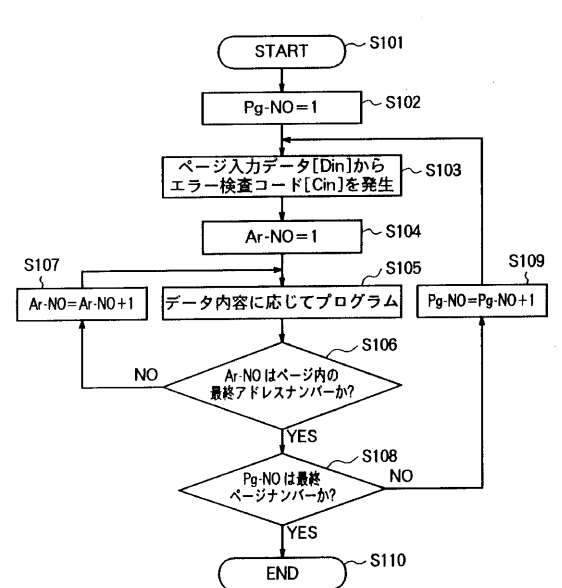 START
S101
Pg-NO=1
S102
ページ入力データ[Din]から
エラー検査コード[Cin]を発生
S103
Ar-NO=1
S104
S107
Ar-NO=Ar-NO+1
S105
データ内容に応じてプログラム
S109
Pg-NO=Pg-NO+1
S106
Ar-NOはページ内の
最終アドレスナンバーか?
NO
YES
S108
Pg-NOは最終
ページナンバーか?
NO
YES
END
S110